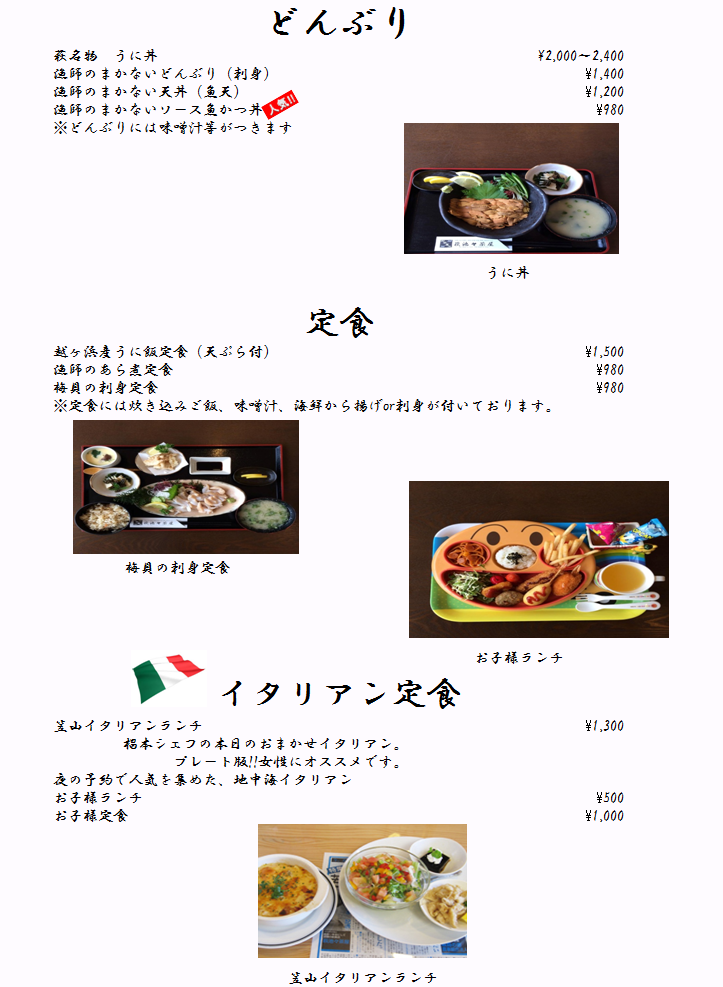 どんぶり
萩名物　うに丼 ¥2,000～2,400
漁師のまかないどんぶり（刺身） ¥1,400
漁師のまかない天丼（魚天） ¥1,200
漁師のまかないソース魚かつ丼 人気!! ¥980
※どんぶりには味噌汁等がつきます
うに丼
定食
越ヶ浜産うに飯定食（天ぷら付） ¥1,500
漁師のあら煮定食 ¥980
梅貝の刺身定食 ¥980
※定食には炊き込みご飯、味噌汁、海鮮から揚げor刺身が付いております。
梅貝の刺身定食
お子様ランチ
イタリアン定食
笠山イタリアンランチ ¥1,300
椙本シェフの本日のおまかせイタリアン。
プレート版!!女性にオススメです。
夜の予約で人気を集めた、地中海イタリアン
お子様ランチ ¥500
お子様定食 ¥1,000
笠山イタリアンランチ